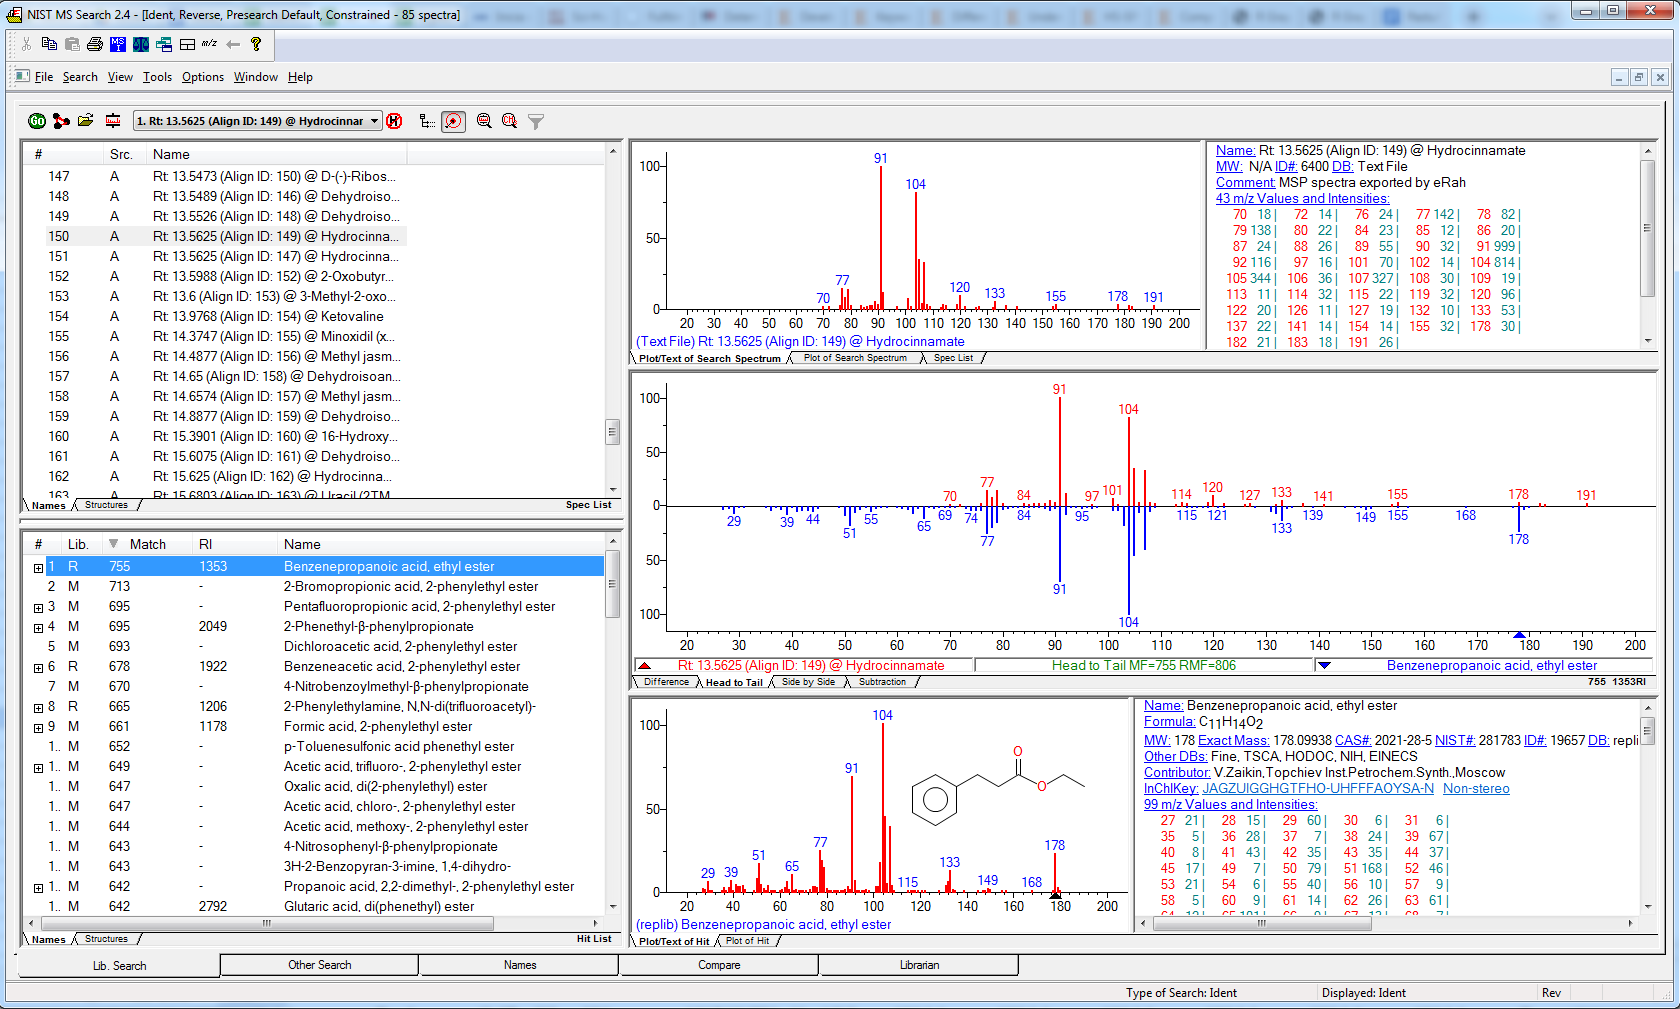 NIST MS Search 2.4 - [Ident, Reverse, Presearch Default, Constrained - 85 spectra]
File Search View Tools Options Window Help
1. Rt: 13.5625 (Align ID: 149) @ Hydrocinnar
# Src. Name
147 A Rt: 13.5473 (Align ID: 150) @ D-(-)-Ribos...
148 A Rt: 13.5489 (Align ID: 146) @ Dehydroiso...
149 A Rt: 13.5526 (Align ID: 148) @ Dehydroiso...
150 A Rt: 13.5625 (Align ID: 149) @ Hydrocinna...
151 A Rt: 13.5625 (Align ID: 147) @ Hydrocinna...
152 A Rt: 13.5988 (Align ID: 152) @ 2-Oxobutyr...
153 A Rt: 13.6 (Align ID: 153) @ 3-Methyl-2-oxo...
154 A Rt: 13.9768 (Align ID: 154) @ Ketovaline
155 A Rt: 14.3747 (Align ID: 155) @ Minoxidil (x...
156 A Rt: 14.4877 (Align ID: 156) @ Methyl jasm...
157 A Rt: 14.65 (Align ID: 158) @ Dehydroisoan...
158 A Rt: 14.6574 (Align ID: 157) @ Methyl jasm...
159 A Rt: 14.8877 (Align ID: 159) @ Dehydroiso...
160 A Rt: 15.3901 (Align ID: 160) @ 16-Hydroxy...
161 A Rt: 15.6075 (Align ID: 161) @ Dehydroiso...
162 A Rt: 15.625 (Align ID: 162) @ Hydrocinna...
163 A Rt: 15.6803 (Align ID: 163) @ Uracil (2TM
Names Structures Spec List
# Lib. Match RI Name
1 R 755 1353 Benzenepropanoic acid, ethyl ester
2 M 713 - 2-Bromopropionic acid, 2-phenylethyl ester
3 M 695 - Pentafluoropropionic acid, 2-phenylethyl ester
4 M 695 2049 2-Phenethyl-β-phenylpropionate
5 M 693 - Dichloroacetic acid, 2-phenylethyl ester
6 R 678 1922 Benzeneacetic acid, 2-phenylethyl ester
7 M 670 - 4-Nitrobenzoylmethyl-β-phenylpropionate
8 R 665 1206 2-Phenylethylamine, N,N-di(trifluoroacetyl)-
9 M 661 1178 Formic acid, 2-phenylethyl ester
1.. M 652 - p-Toluenesulfonic acid phenethyl ester
1.. M 649 - Acetic acid, trifluoro-, 2-phenylethyl ester
1.. M 647 - Oxalic acid, di(2-phenylethyl) ester
1.. M 647 - Acetic acid, chloro-, 2-phenylethyl ester
1.. M 644 - Acetic acid, methoxy-, 2-phenylethyl ester
1.. M 643 - 4-Nitrosophenyl-β-phenylpropionate
1.. M 643 - 3H-2-Benzopyran-3-imine, 1,4-dihydro-
1.. M 642 - Propanoic acid, 2,2-dimethyl-, 2-phenylethyl ester
1.. M 642 2792 Glutaric acid, di(phenethyl) ester
Names Structures Hit List
100
50
0
91
104
77
70
120
133
155
178
191
20 30 40 50 60 70 80 90 100 110 120 130 140 150 160 170 180 190 200
(Text File) Rt: 13.5625 (Align ID: 149) @ Hydrocinnamate
Plot/Text of Search Spectrum Plot of Search Spectrum Spec List
Name: Rt: 13.5625 (Align ID: 149) @ Hydrocinnamate
MW: N/A ID#: 6400 DB: Text File
Comment: MSP spectra exported by eRah
43 m/z Values and Intensities:
70 18| 72 14| 76 24| 77 142| 78 82|
79 138| 80 22| 84 23| 85 12| 86 20|
87 24| 88 26| 89 55| 90 32| 91 999|
92 116| 97 16| 101 70| 102 14| 104 814|
105 344| 106 36| 107 327| 108 30| 109 19|
113 11| 114 32| 115 22| 119 32| 120 96|
122 20| 126 11| 127 19| 132 10| 133 53|
137 22| 141 14| 154 14| 155 32| 178 30|
182 21| 183 18| 191 26|
100
50
0
50
100
91
104
77
70
84
97
101
114
120
127
133
141
155
178
191
29
39
44
51
55
65
69
74
77
84
91
95
104
115
121
133
139
149
155
168
178
20 30 40 50 60 70 80 90 100 110 120 130 140 150 160 170 180 190 200
Rt: 13.5625 (Align ID: 149) @ Hydrocinnamate Head to Tail MF=755 RMF=806 Benzenepropanoic acid, ethyl ester
Difference Head to Tail Side by Side Subtraction 755 1353RI
100
50
0
104
91
77
51
29
39
65
115
133
149
168
178
O
O
20 40 60 80 100 120 140 160 180 200
(replib) Benzenepropanoic acid, ethyl ester
Plot/Text of Hit Plot of Hit
Name: Benzenepropanoic acid, ethyl ester
Formula: C11H14O2
MW: 178 Exact Mass: 178.09938 CAS#: 2021-28-5 NIST#: 281783 ID#: 19657 DB: repli
Other DBs: Fine, TSCA, HODOC, NIH, EINECS
Contributor: V.Zaikin,Topchiev Inst.Petrochem.Synth.,Moscow
InChIKey: JAGZUIGGHGTFHO-UHFFFAOYSA-N Non-stereo
99 m/z Values and Intensities:
27 21| 28 15| 29 60| 30 6| 31 6|
35 5| 36 28| 37 7| 38 24| 39 67|
40 8| 41 43| 42 35| 43 35| 44 37|
45 17| 49 7| 50 79| 51 168| 52 46|
53 21| 54 6| 55 40| 56 10| 57 9|
58 5| 60 9| 61 14| 62 26| 63 61|
Lib. Search Other Search Names Compare Librarian
Type of Search: Ident Displayed: Ident Rev